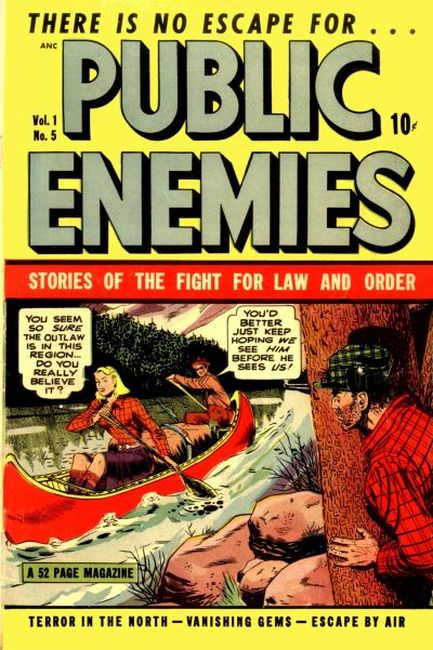 THERE IS NO ESCAPE FOR . . .
ANC
PUBLIC
Vol. 1
No. 5
10¢
ENEMIES
STORIES OF THE FIGHT FOR LAW AND ORDER
YOU SEEM
SO SURE
THE OUTLAW
IS IN THIS
REGION...
DO YOU
REALLY
BELIEVE
IT?
YOU'D
BETTER
JUST KEEP
HOPING WE
SEE HIM
BEFORE HE
SEES US!
A 52 PAGE MAGAZINE
TERROR IN THE NORTH — VANISHING GEMS — ESCAPE BY AIR